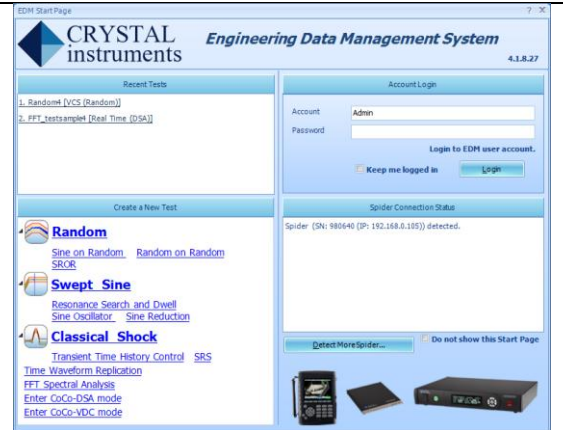 EDM Start Page
CRYSTAL
instruments
Engineering Data Management System
4.1.8.27
Recent Tests
1. Random4 [VCS (Random)]
2. FFT_testsample4 [Real Time (DSA)]
Account Login
Account Admin
Password
Login to EDM user account.
Keep me logged in Login
Create a New Test
Random
Sine on Random Random on Random
SROR
Swept Sine
Resonance Search and Dwell
Sine Oscillator Sine Reduction
Classical Shock
Transient Time History Control SRS
Time Waveform Replication
FFT Spectral Analysis
Enter CoCo-DSA mode
Enter CoCo-VDC mode
Spider Connection Status
Spider (SN: 980640 (IP: 192.168.0.105)) detected.
Detect More Spider...
Do not show this Start Page